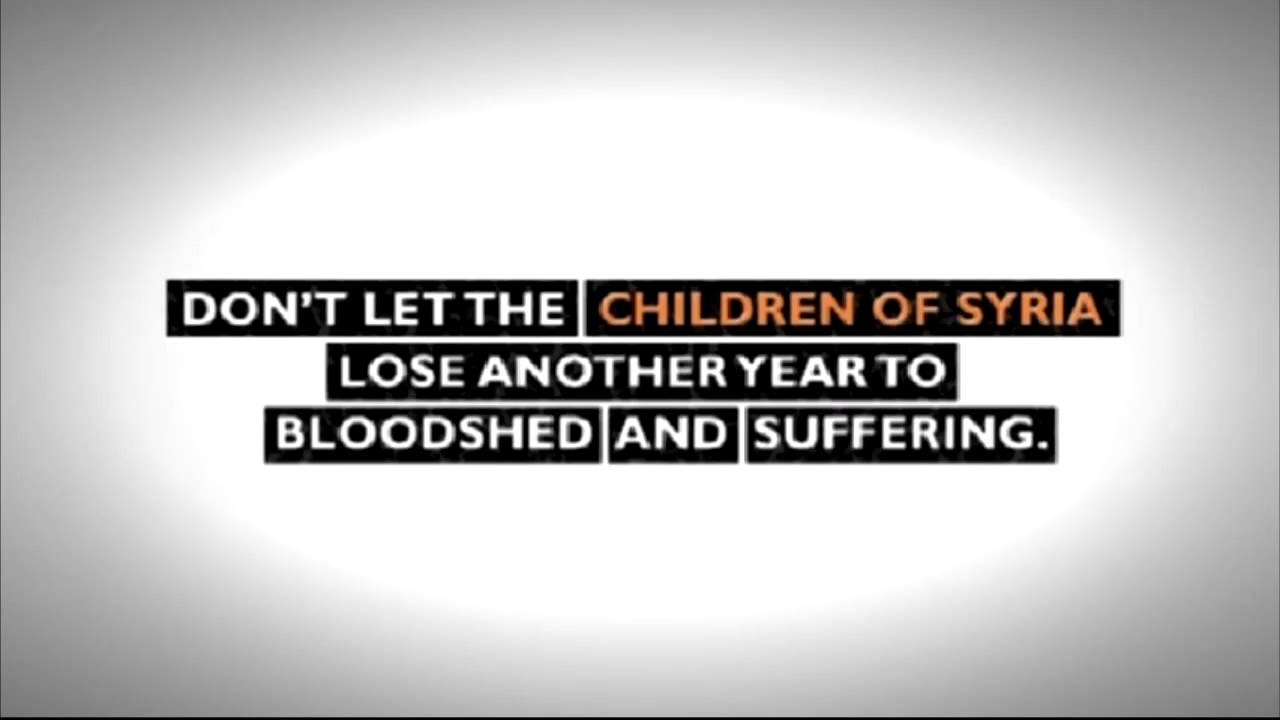 DON'T LET THE CHILDREN OF SYRIA
LOSE ANOTHER YEAR TO
BLOODSHED AND SUFFERING.